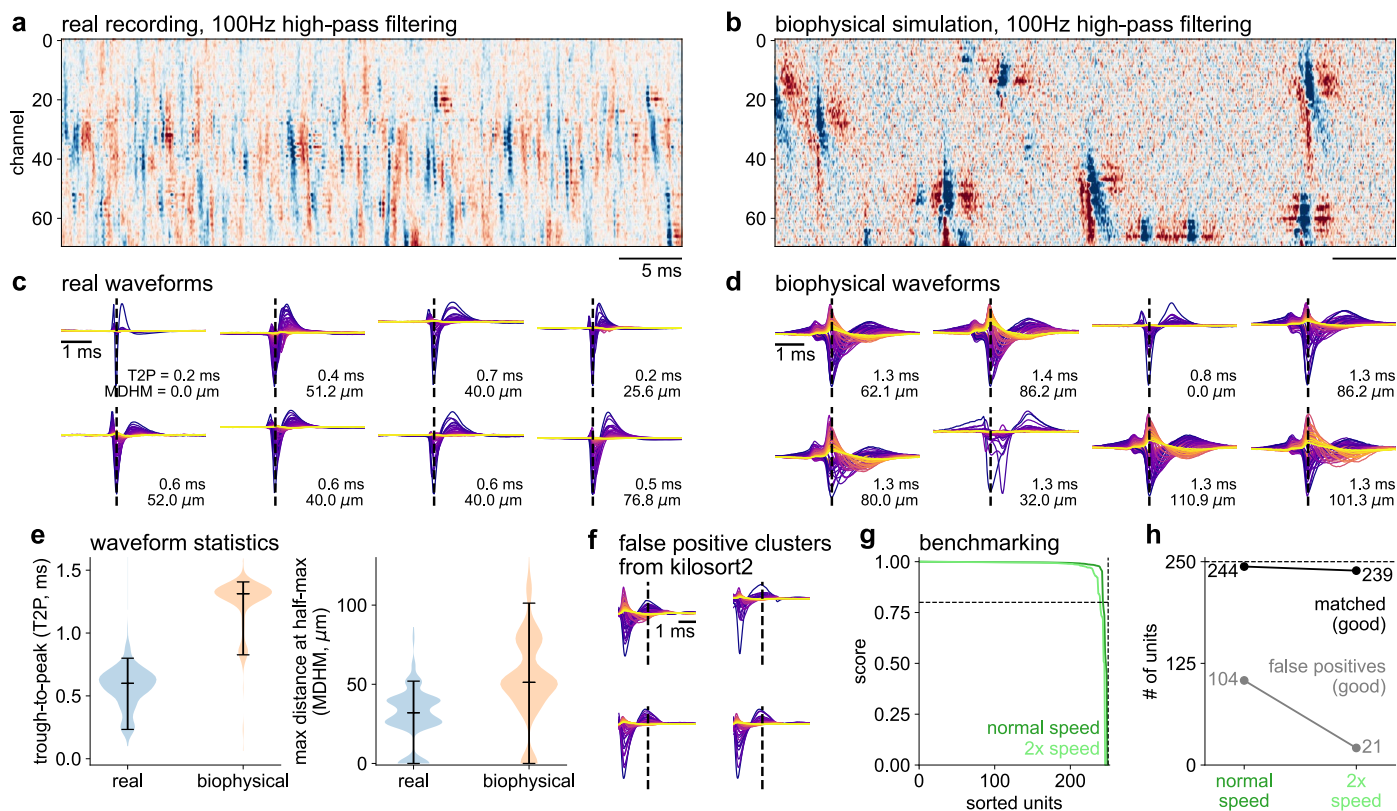 a real recording, 100Hz high-pass filtering
0
20
40
60
channel
5 ms
b biophysical simulation, 100Hz high-pass filtering
0
20
40
60
c real waveforms
1 ms
T2P = 0.2 ms
MDHM = 0.0 µm
0.4 ms
51.2 µm
0.7 ms
40.0 µm
0.2 ms
25.6 µm
0.6 ms
52.0 µm
0.6 ms
40.0 µm
0.6 ms
40.0 µm
0.5 ms
76.8 µm
d biophysical waveforms
1 ms
1.3 ms
62.1 µm
1.4 ms
86.2 µm
0.8 ms
0.0 µm
1.3 ms
86.2 µm
1.3 ms
80.0 µm
1.3 ms
32.0 µm
1.3 ms
110.9 µm
1.3 ms
101.3 µm
e waveform statistics
trough-to-peak (T2P, ms)
1.5
1.0
0.5
0.0
real
biophysical
max distance at half-max
(MDHM, µm)
100
50
0
real
biophysical
f false positive clusters
from kilosort2
1 ms
g benchmarking
score
1.00
0.75
0.50
0.25
0.00
normal speed
2x speed
0
100
200
sorted units
h
# of units
250
125
0
244
239
matched
(good)
false positives
(good)
104
21
normal
speed
2x
speed